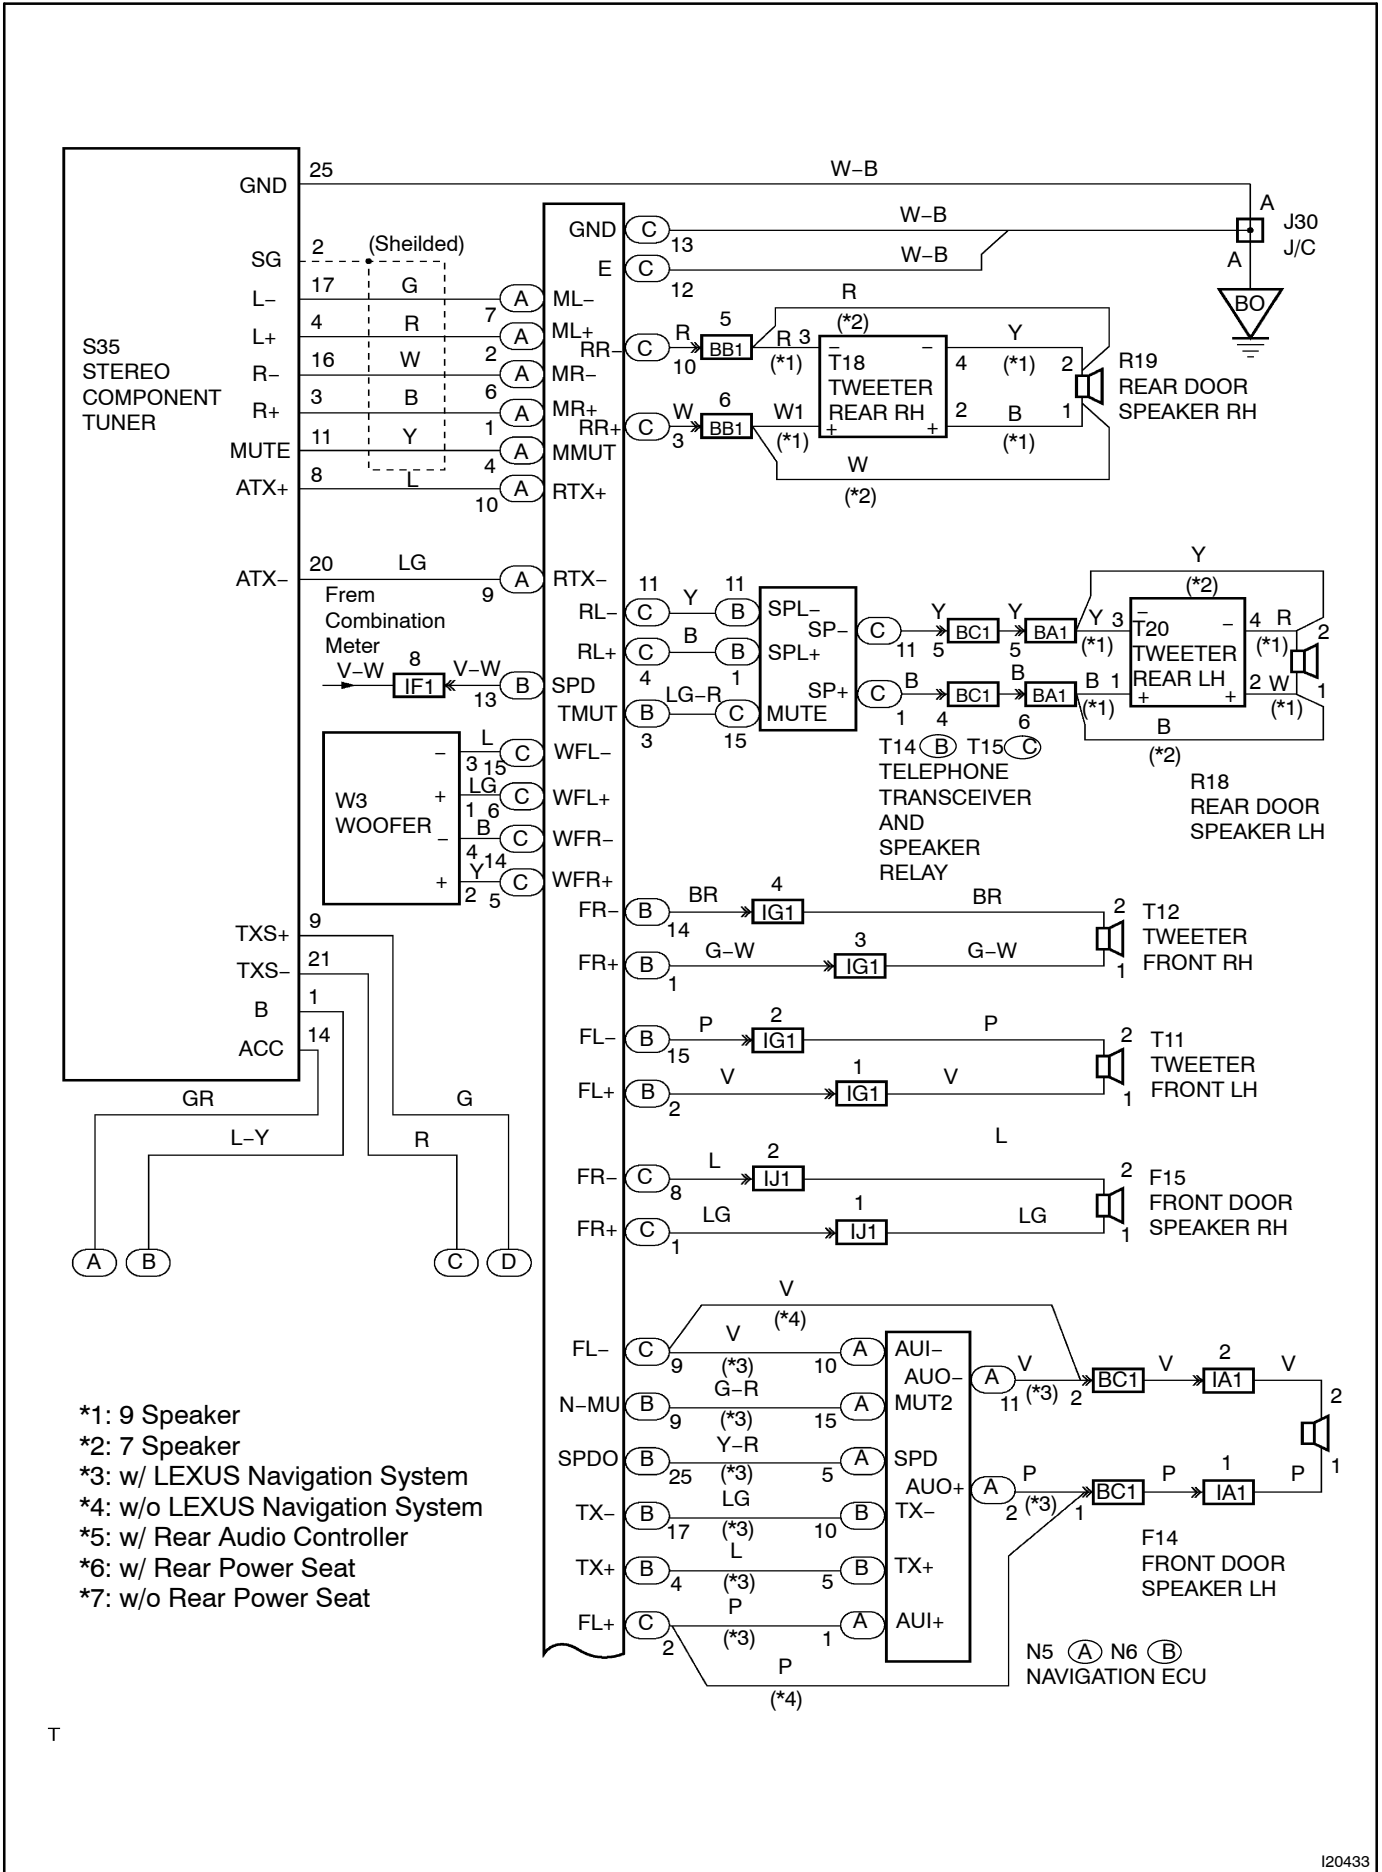 25
W–B
GND
W–B
A
J30
J/C
GND
C
13
W–B
E
C
12
A
BO
2
(Sheilded)
SG
17
G
L–
A
ML–
7
4
R
L+
A
ML+
2
16
W
R–
A
MR–
6
3
B
R+
A
MR+
1
11
Y
MUTE
A
MMUT
4
8
L
ATX+
A
RTX+
10
S35
STEREO
COMPONENT
TUNER
R
(*2)
RR–
C
R
10
5
BB1
R
3
(*1)
–
–
4
Y
(*1)
2
T18
TWEETER
REAR RH
R19
REAR DOOR
SPEAKER RH
RR+
C
W
3
6
BB1
W1
(*1)
+
+
2
B
(*1)
1
W
(*2)
20
LG
ATX–
A
RTX–
9
Frem
Combination
Meter
V–W
8
IF1
V–W
13
B
SPD
RL–
C
11
Y
11
B
SPL–
RL+
C
4
B
B
1
SPL+
TMUT
B
3
LG–R
C
15
MUTE
SP–
C
11
Y
5
BC1
Y
5
BA1
Y
3
(*1)
Y
(*2)
–
–
4
R
(*1)
2
T20
TWEETER
REAR LH
SP+
C
1
B
4
BC1
B
6
BA1
B
1
(*1)
+
+
2
W
(*1)
1
B
(*2)
T14 B T15 C
TELEPHONE
TRANSCEIVER
AND
SPEAKER
RELAY
R18
REAR DOOR
SPEAKER LH
W3
WOOFER
–
L
3
15
C
WFL–
+
LG
1
6
C
WFL+
–
B
4
14
C
WFR–
+
Y
2
5
C
WFR+
FR–
B
14
BR
4
IG1
BR
2
FR+
B
1
G–W
3
IG1
G–W
1
T12
TWEETER
FRONT RH
9
TXS+
21
TXS–
1
B
14
ACC
FL–
B
15
P
2
IG1
P
2
FL+
B
2
V
1
IG1
V
1
T11
TWEETER
FRONT LH
GR
G
L–Y
R
A
B
C
D
FR–
C
8
L
2
IJ1
L
2
FR+
C
1
LG
1
IJ1
LG
1
F15
FRONT DOOR
SPEAKER RH
V
(*4)
FL–
C
9
V
(*3)
10
A
AUI–
N–MU
B
9
G–R
(*3)
15
A
MUT2
SPDO
B
25
Y–R
(*3)
5
A
SPD
TX–
B
17
LG
(*3)
10
B
TX–
TX+
B
4
L
(*3)
5
B
TX+
FL+
C
2
P
(*3)
1
A
AUI+
P
(*4)
AUO–
A
11
V
(*3)
2
BC1
V
2
IA1
V
2
AUO+
A
2
P
(*3)
1
BC1
P
1
IA1
P
1
F14
FRONT DOOR
SPEAKER LH
N5 A N6 B
NAVIGATION ECU
*1: 9 Speaker
*2: 7 Speaker
*3: w/ LEXUS Navigation System
*4: w/o LEXUS Navigation System
*5: w/ Rear Audio Controller
*6: w/ Rear Power Seat
*7: w/o Rear Power Seat
T
I20433